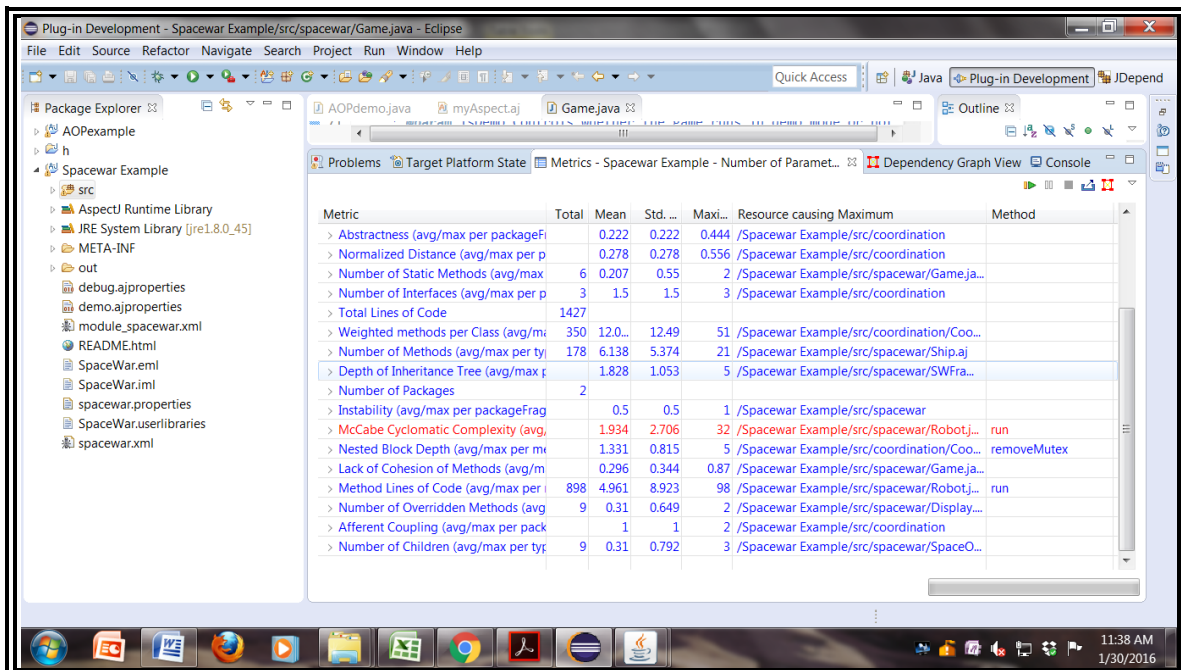 Plug-in Development - Spacewar Example/src/spacewar/Game.java - Eclipse
File Edit Source Refactor Navigate Search Project Run Window Help
Quick Access Java Plug-in Development JDepend
Package Explorer
AOPexample
h
Spacewar Example
src
AspectJ Runtime Library
JRE System Library [jre1.8.0_45]
META-INF
out
debug.ajproperties
demo.ajproperties
module_spacewar.xml
README.html
SpaceWar.eml
SpaceWar.iml
spacewar.properties
SpaceWar.userlibraries
spacewar.xml
AOPdemo.java myAspect.aj Game.java
Outline
Problems Target Platform State Metrics - Spacewar Example - Number of Paramet... Dependency Graph View Console
Metric Total Mean Std. ... Maxi... Resource causing Maximum Method
Abstractness (avg/max per packageFr 0.222 0.222 0.444 /Spacewar Example/src/coordination
Normalized Distance (avg/max per p 0.278 0.278 0.556 /Spacewar Example/src/coordination
Number of Static Methods (avg/max 6 0.207 0.55 2 /Spacewar Example/src/spacewar/Game.ja...
Number of Interfaces (avg/max per p 3 1.5 1.5 3 /Spacewar Example/src/coordination
Total Lines of Code 1427
Weighted methods per Class (avg/ma 350 12.0... 12.49 51 /Spacewar Example/src/coordination/Coo...
Number of Methods (avg/max per typ 178 6.138 5.374 21 /Spacewar Example/src/spacewar/Ship.aj
Depth of Inheritance Tree (avg/max p 1.828 1.053 5 /Spacewar Example/src/spacewar/SWFra...
Number of Packages 2
Instability (avg/max per packageFrag 0.5 0.5 1 /Spacewar Example/src/spacewar
McCabe Cyclomatic Complexity (avg, 1.934 2.706 32 /Spacewar Example/src/spacewar/Robot.j... run
Nested Block Depth (avg/max per me 1.331 0.815 5 /Spacewar Example/src/coordination/Coo... removeMutex
Lack of Cohesion of Methods (avg/m 0.296 0.344 0.87 /Spacewar Example/src/spacewar/Game.ja...
Method Lines of Code (avg/max per 898 4.961 8.923 98 /Spacewar Example/src/spacewar/Robot.j... run
Number of Overridden Methods (avg 9 0.31 0.649 2 /Spacewar Example/src/spacewar/Display....
Afferent Coupling (avg/max per pack 1 1 2 /Spacewar Example/src/coordination
Number of Children (avg/max per typ 9 0.31 0.792 3 /Spacewar Example/src/spacewar/SpaceO...
11:38 AM
1/30/2016